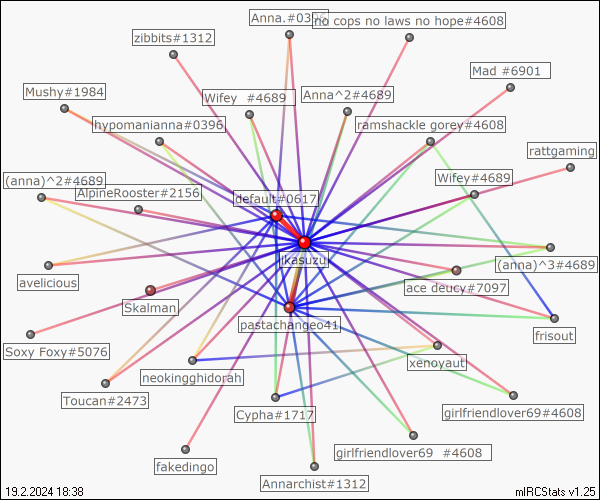 Anna.#0396
no cops no laws no hope#4608
zibbits#1312
Mad #6901
Mushy#1984
Wifey #4689
Anna^2#4689
hypomanianna#0396
ramshackle gorey#4608
rattgaming
(anna)^2#4689
Wifey#4689
AlpineRooster#2156
default#0617
Ikasuzu
(anna)^3#4689
avelicious
ace deucy#7097
Skalman
pastachangeo41
frisout
Soxy Foxy#5076
xenoyaut
neokingghidorah
Toucan#2473
Cypha#1717
girlfriendlover69#4608
girlfriendlover69 #4608
fakedingo
Annarchist#1312
19.2.2024 18:38
mIRCStats v1.25